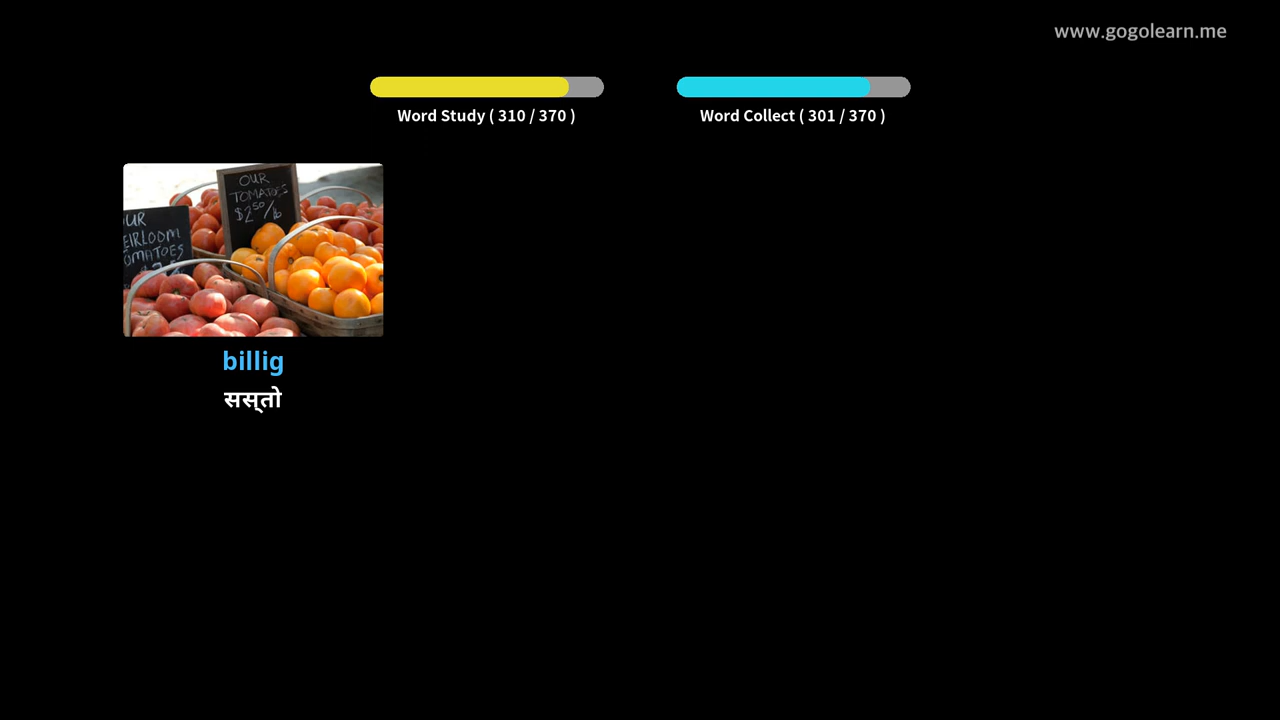 www.gogolearn.me
Word Study ( 310 / 370 )
Word Collect ( 301 / 370 )
OUR
TOMATOES
$2.50/lb
UR
EIRLOOM
OMATOES
billig
सस्तो